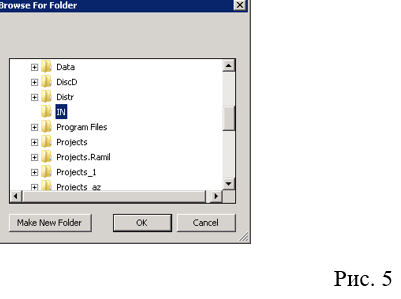 Browse For Folder
Data
DiscD
Distr
IN
Program Files
Projects
Projects.Ramil
Projects_1
Projects_az
Make New Folder
OK
Cancel
Рис. 5